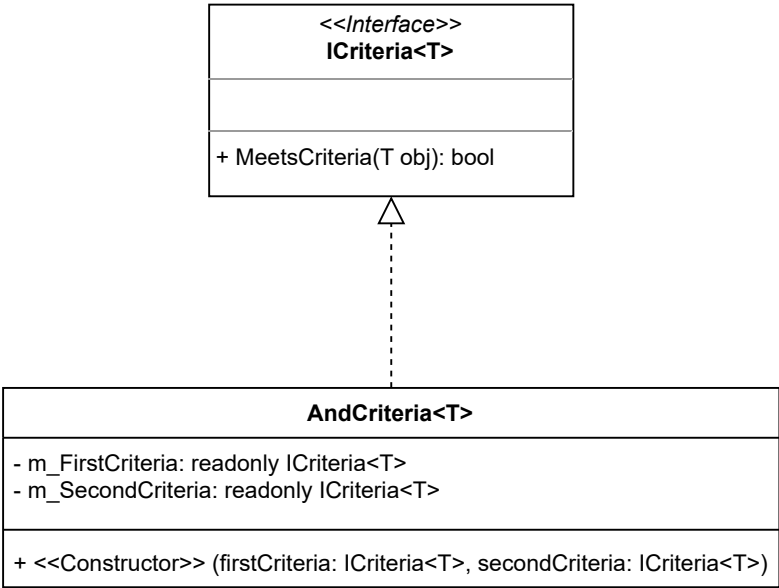 <<Interface>>
ICriteria<T>
+ MeetsCriteria(T obj): bool
AndCriteria<T>
- m_FirstCriteria: readonly ICriteria<T>
- m_SecondCriteria: readonly ICriteria<T>
+ <<Constructor>> (firstCriteria: ICriteria<T>, secondCriteria: ICriteria<T>)